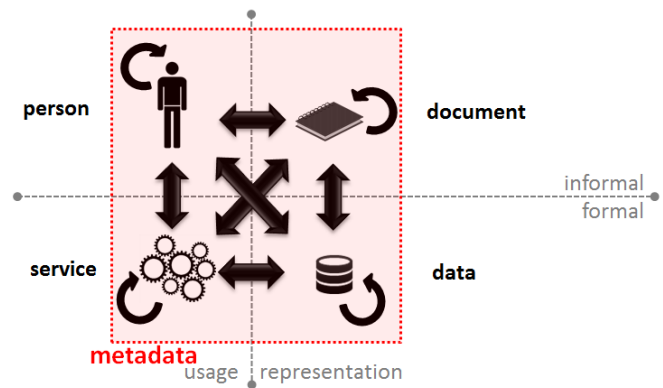 person
document
informal
formal
service
data
metadata
usage
representation